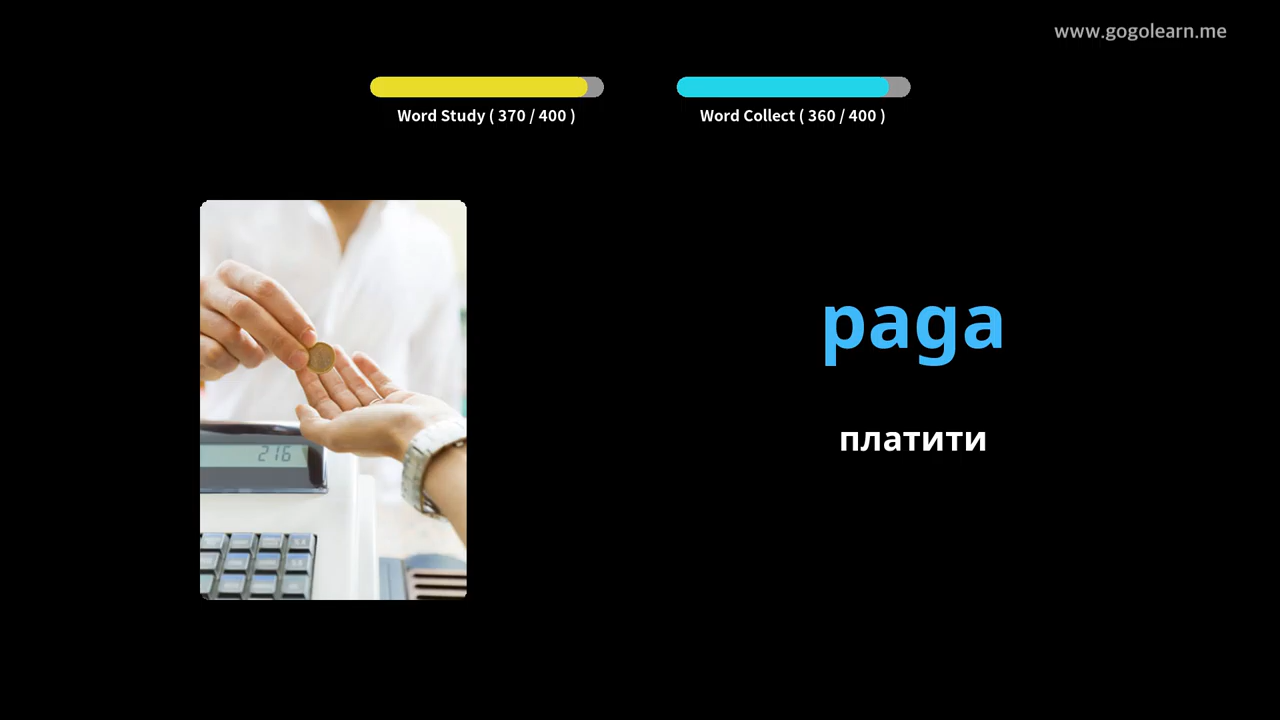 www.gogolearn.me
Word Study ( 370 / 400 )
Word Collect ( 360 / 400 )
216
paga
платити